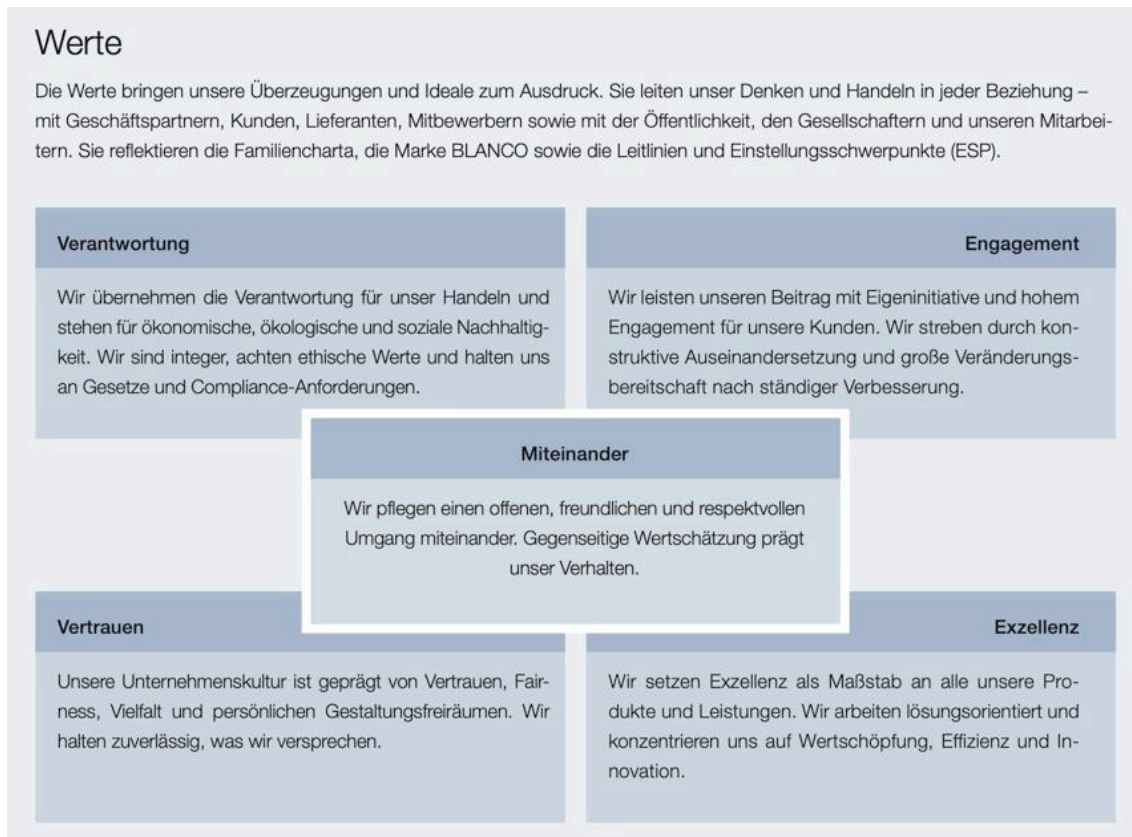 Werte
Die Werte bringen unsere Überzeugungen und Ideale zum Ausdruck. Sie leiten unser Denken und Handeln in jeder Beziehung –
mit Geschäftspartnern, Kunden, Lieferanten, Mitbewerbern sowie mit der Öffentlichkeit, den Gesellschaftern und unseren Mitarbei-
tern. Sie reflektieren die Familiencharta, die Marke BLANCO sowie die Leitlinien und Einstellungsschwerpunkte (ESP).
Verantwortung
Wir übernehmen die Verantwortung für unser Handeln und
stehen für ökonomische, ökologische und soziale Nachhaltig-
keit. Wir sind integer, achten ethische Werte und halten uns
an Gesetze und Compliance-Anforderungen.
Engagement
Wir leisten unseren Beitrag mit Eigeninitiative und hohem
Engagement für unsere Kunden. Wir streben durch kon-
struktive Auseinandersetzung und große Veränderungs-
bereitschaft nach ständiger Verbesserung.
Miteinander
Wir pflegen einen offenen, freundlichen und respektvollen
Umgang miteinander. Gegenseitige Wertschätzung prägt
unser Verhalten.
Vertrauen
Unsere Unternehmenskultur ist geprägt von Vertrauen, Fair-
ness, Vielfalt und persönlichen Gestaltungsfreiräumen. Wir
halten zuverlässig, was wir versprechen.
Exzellenz
Wir setzen Exzellenz als Maßstab an alle unsere Pro-
dukte und Leistungen. Wir arbeiten lösungsorientiert und
konzentrieren uns auf Wertschöpfung, Effizienz und In-
novation.